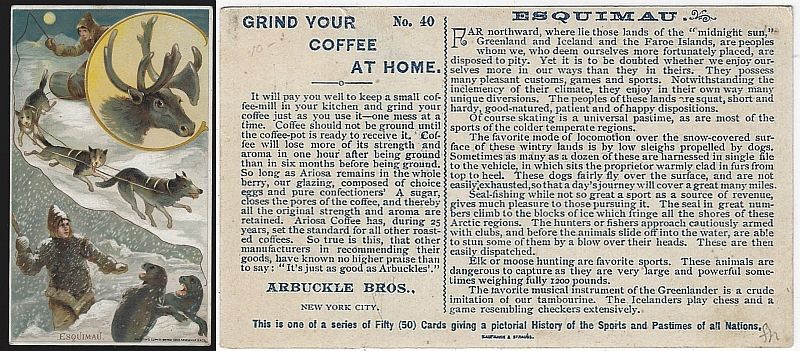 ESQUIMAU.
GRIND YOUR No. 40
COFFEE
AT HOME.
It will pay you well to keep a small cof-
fee-mill in your kitchen and grind your
coffee just as you use it—one mess at a
time. Coffee should not be ground until
the coffee-pot is ready to receive it. Cof-
fee will lose more of its strength and
aroma in one hour after being ground
than in six months before being ground.
So long as Ariosa remains in the whole
berry, our glazing, composed of choice
eggs and pure confectioners' A sugar,
closes the pores of the coffee, and thereby
all the original strength and aroma are
retained. Ariosa Coffee has, during 25
years, set the standard for all other roast-
ed coffees. So true is this, that other
manufacturers in recommending their
goods, have known no higher praise than
to say: "It's just as good as Arbuckles'."
ARBUCKLE BROS.,
NEW YORK CITY.
ESQUIMAU.
FAR northward, where lie those lands of the "midnight sun,"
Greenland and Iceland and the Faroe Islands, are peoples
whom we, who deem ourselves more fortunately placed, are
disposed to pity. Yet it is to be doubted whether we enjoy our-
selves more in our ways than they in theirs. They possess
many pleasant customs, games and sports. Notwithstanding the
inclemency of their climate, they enjoy in their own way many
unique diversions. The peoples of these lands are squat, short and
hardy, good-natured, patient and of happy dispositions.
Of course skating is a universal pastime, as are most of the
sports of the colder temperate regions.
The favorite mode of locomotion over the snow-covered sur-
face of these wintry lands is by low sleighs propelled by dogs.
Sometimes as many as a dozen of these are harnessed in single file
to the vehicle, in which sits the proprietor warmly clad in furs from
top to heel. These dogs fairly fly over the surface, and are not
easily exhausted, so that a day's journey will cover a great many miles.
Seal-fishing while not so great a sport as a source of revenue,
gives much pleasure to those pursuing it. The seal in great num-
bers climb to the blocks of ice which fringe all the shores of these
Arctic regions. The hunters or fishers approach cautiously armed
with clubs, and before the animals slide off into the water, are able
to stun some of them by a blow over their heads. These are then
easily dispatched.
Elk or moose hunting are favorite sports. These animals are
dangerous to capture as they are very large and powerful some-
times weighing fully 1200 pounds.
The favorite musical instrument of the Greenlander is a crude
imitation of our tambourine. The Icelanders play chess and a
game resembling checkers extensively.
This is one of a series of Fifty (50) Cards giving a pictorial History of the Sports and Pastimes of all Nations.
KAUFMANN & STRAUSS.